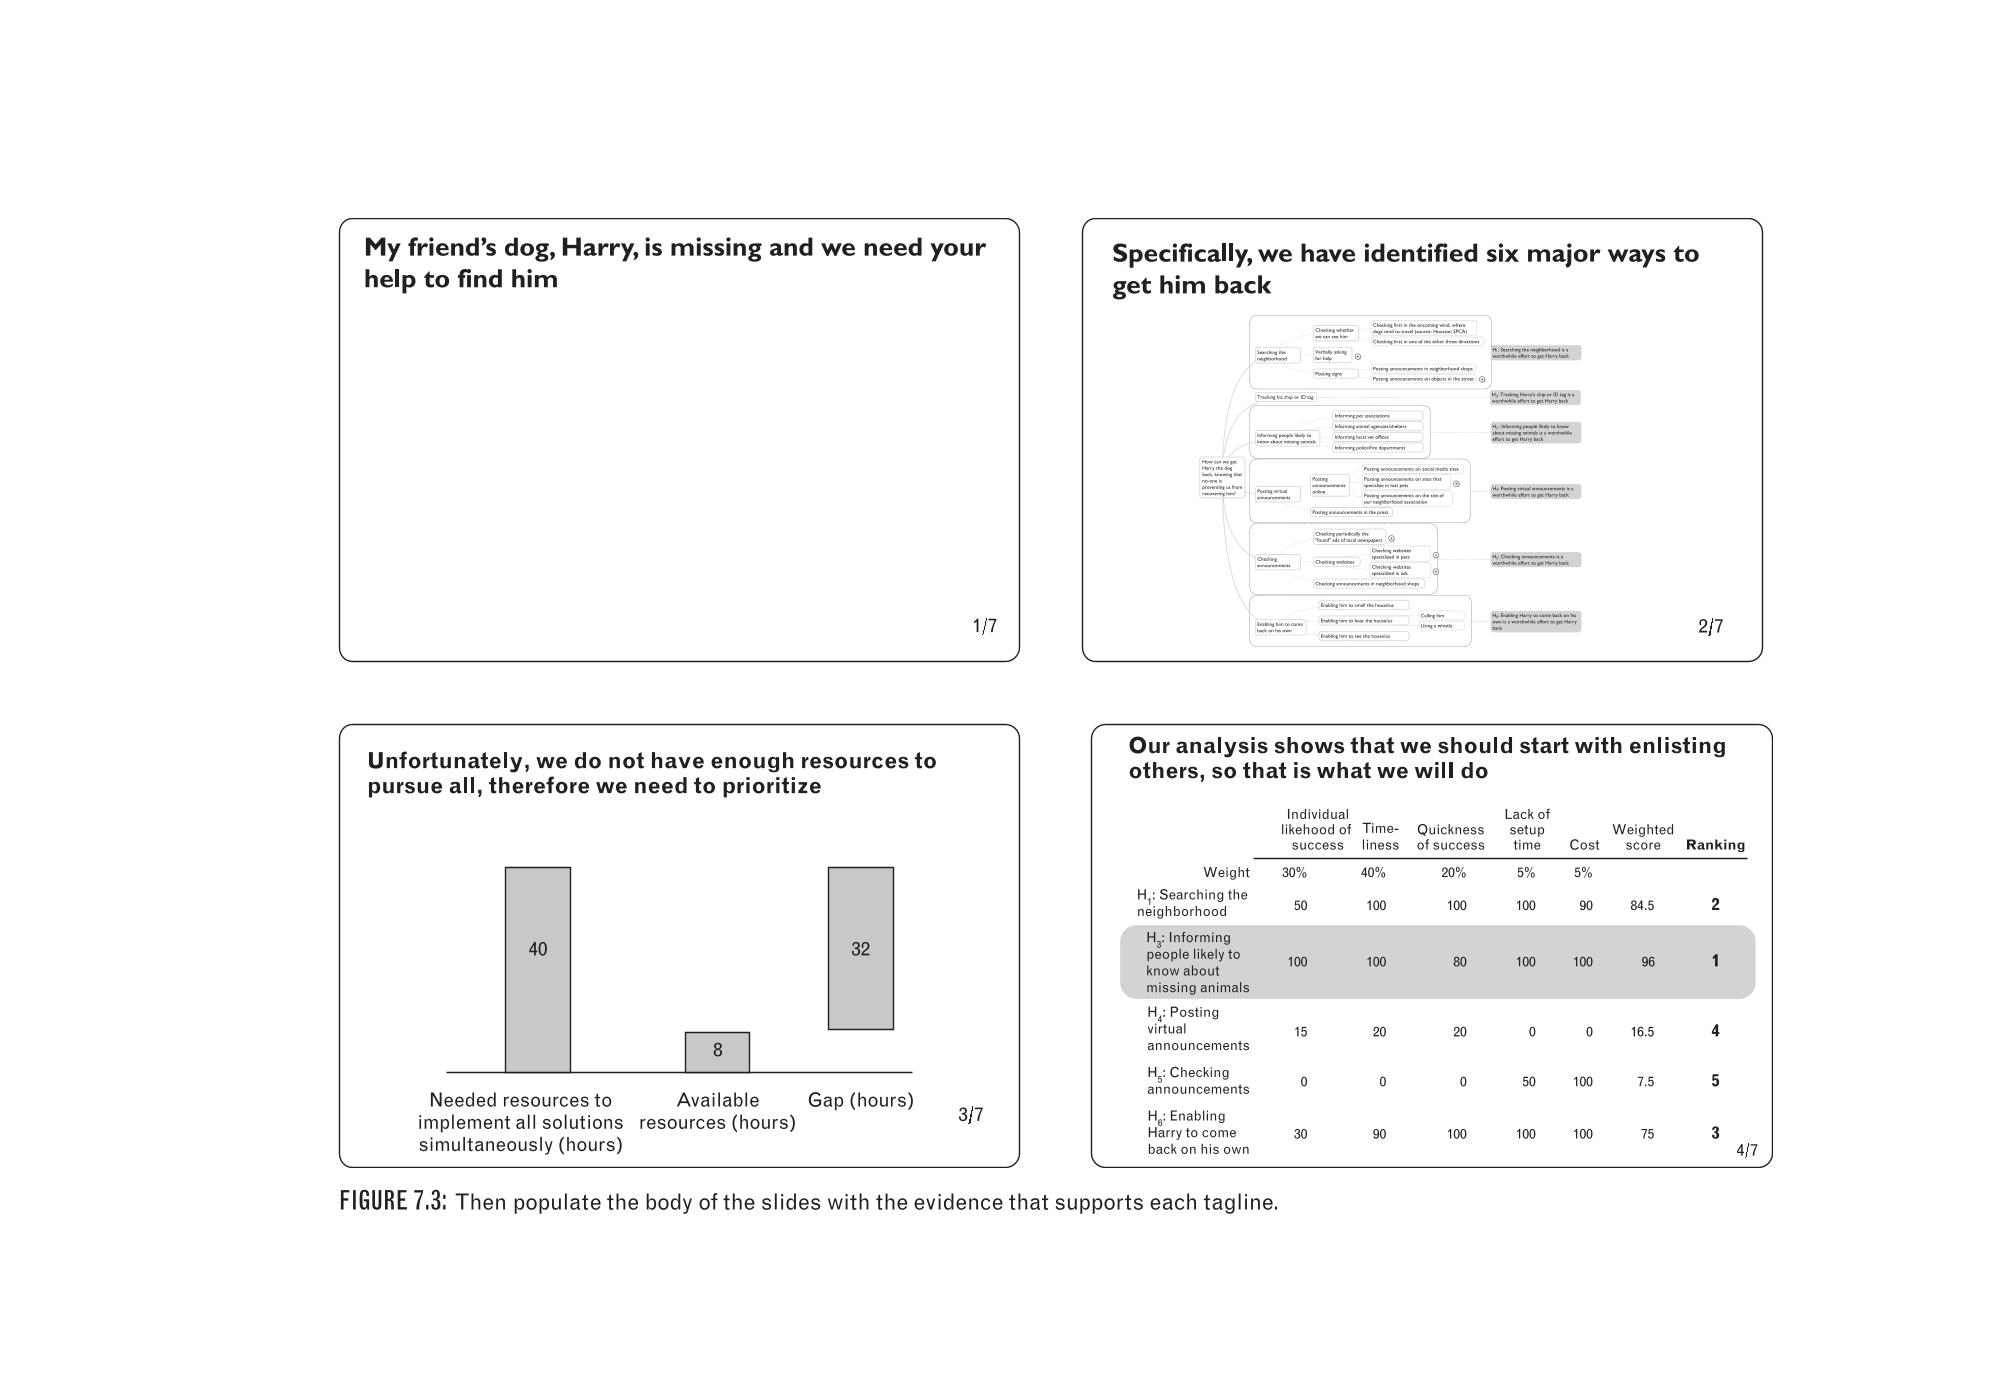 My friend's dog, Harry, is missing and we need your
help to find him
1/7
Specifically, we have identified six major ways to
get him back
How can we get
Harry the dog
back, knowing that
no-one is
preventing us from
recovering him?
Searching the
neighborhood
Checking whether
we can see him
Checking first in the oncoming wind, where
dogs tend to travel (source: Houston SPCA)
Checking first in one of the other three directions
Verbally asking
for help
Posting signs
Posting announcements in neighborhood shops
Posting announcements on objects in the street
H1: Searching the neighborhood is a
worthwhile effort to get Harry back
Tracking his chip or ID tag
H2: Tracking Harry's chip or ID tag is a
worthwhile effort to get Harry back
Informing people likely to
know about missing animals
Informing pet associations
Informing animal agencies/shelters
Informing local vet offices
Informing police/fire departments
H3: Informing people likely to know
about missing animals is a worthwhile
effort to get Harry back
Posting virtual
announcements
Posting
announcements
online
Posting announcements on social media sites
Posting announcements on sites that
specialize in lost pets
Posting announcements on the site of
our neighborhood association
Posting announcements in the press
H4: Posting virtual announcements is a
worthwhile effort to get Harry back
Checking
announcements
Checking periodically the
"found" ads of local newspapers
Checking websites
Checking websites
specialized in pets
Checking websites
specialized in ads
Checking announcements in neighborhood shops
H5: Checking announcements is a
worthwhile effort to get Harry back
Enabling him to come
back on his own
Enabling him to smell the house/us
Enabling him to hear the house/us
Calling him
Using a whistle
Enabling him to see the house/us
H6: Enabling Harry to come back on his
own is a worthwhile effort to get Harry
back
2/7
Unfortunately, we do not have enough resources to
pursue all, therefore we need to prioritize
40
8
32
Needed resources to
implement all solutions
simultaneously (hours)
Available
resources (hours)
Gap (hours)
3/7
Our analysis shows that we should start with enlisting
others, so that is what we will do
Individual
likehood of
success
Time-
liness
Quickness
of success
Lack of
setup
time
Cost
Weighted
score
Ranking
Weight 30% 40% 20% 5% 5%
H1: Searching the
neighborhood
50 100 100 100 90 84.5 2
H3: Informing
people likely to
know about
missing animals
100 100 80 100 100 96 1
H4: Posting
virtual
announcements
15 20 20 0 0 16.5 4
H5: Checking
announcements
0 0 0 50 100 7.5 5
H6: Enabling
Harry to come
back on his own
30 90 100 100 100 75 3
4/7
FIGURE 7.3: Then populate the body of the slides with the evidence that supports each tagline.